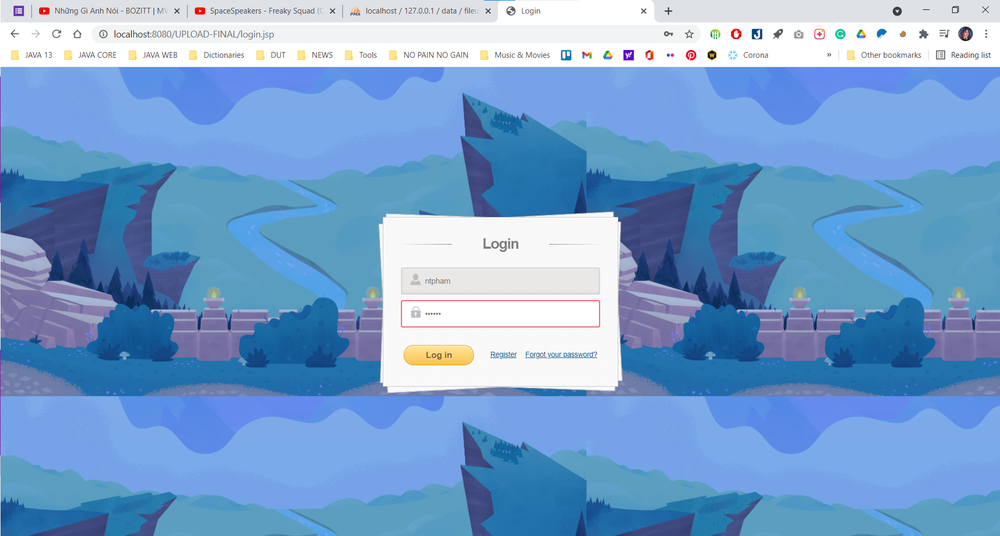 Những Gì Anh Nói - BOZITT | MV
SpaceSpeakers - Freaky Squad (
PMA
localhost / 127.0.0.1 / data / fileu
Login
localhost:8080/UPLOAD-FINAL/login.jsp
JAVA 13
JAVA CORE
JAVA WEB
Dictionaries
DUT
NEWS
Tools
NO PAIN NO GAIN
Music & Movies
Corona
»
Other bookmarks
Reading list
Login
ntpham
••••••
Log in
Register
Forgot your password?